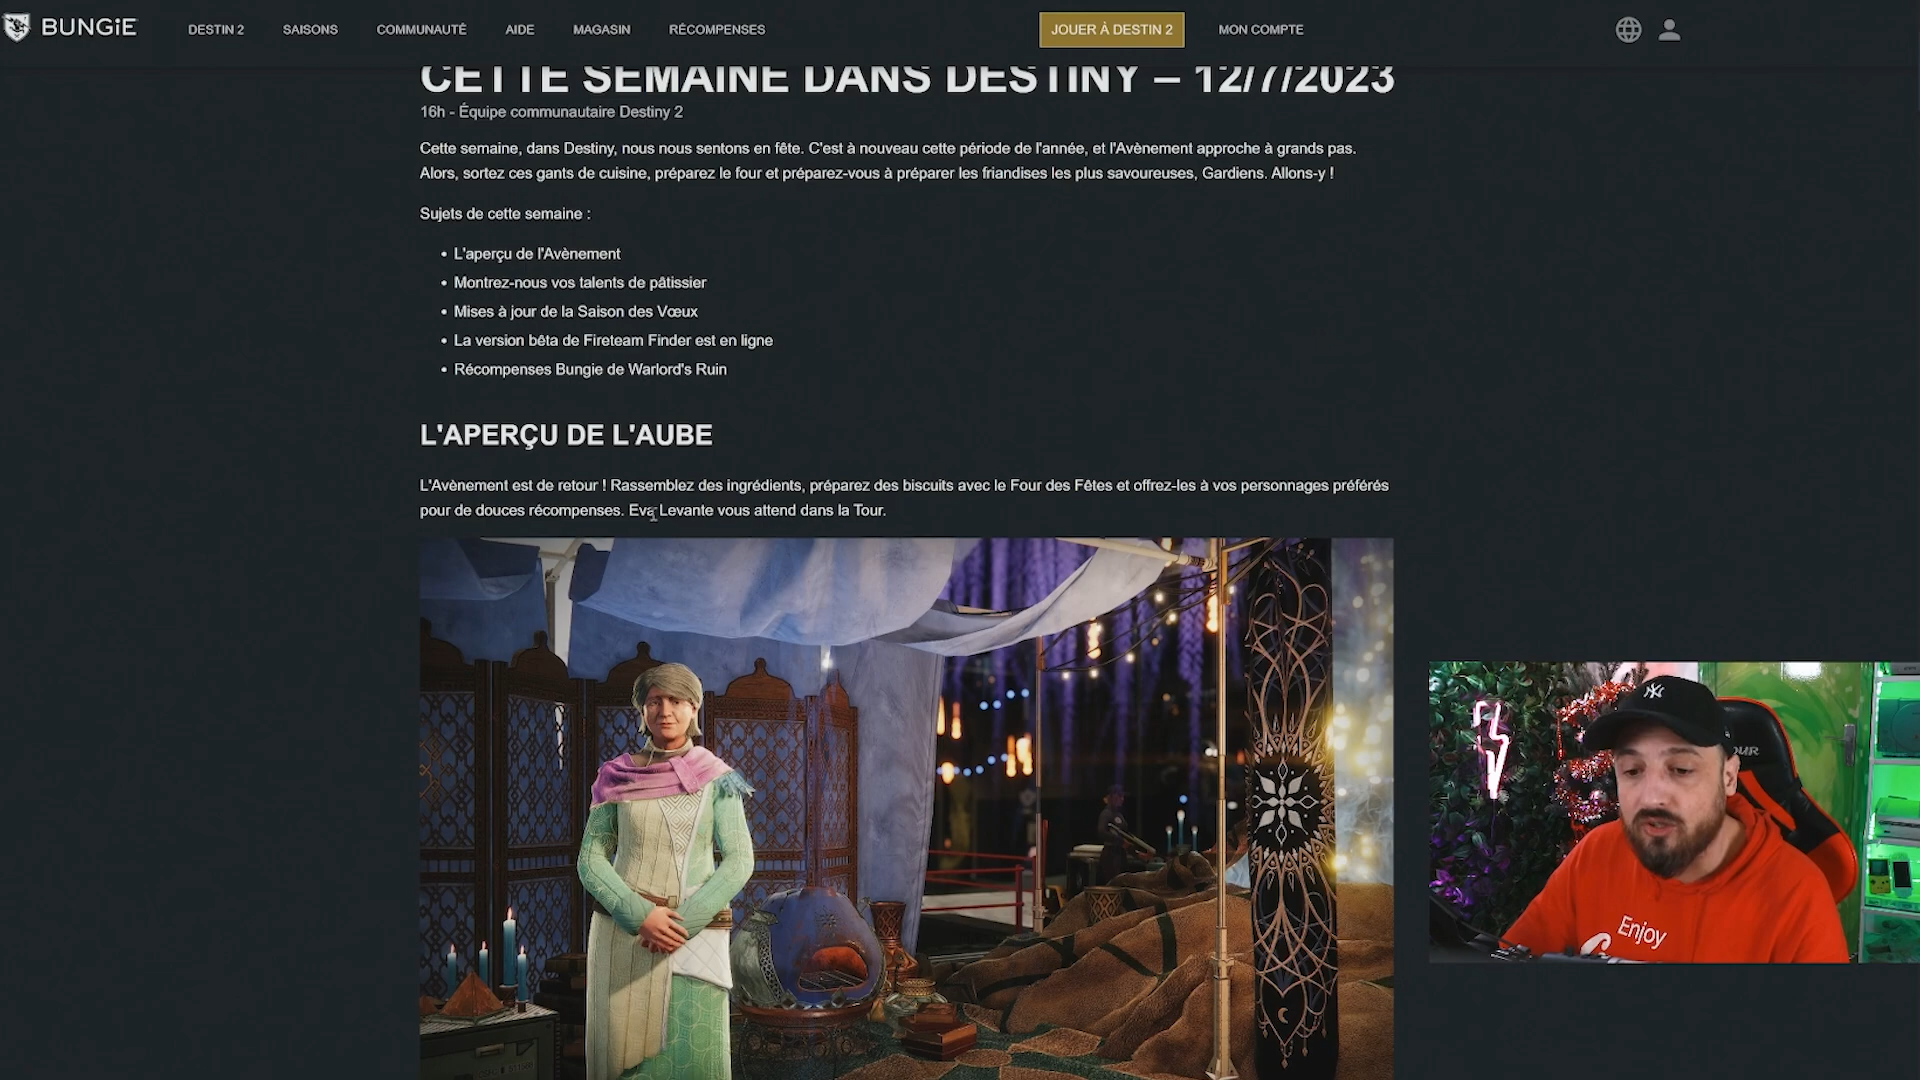 BUNGiE
DESTIN 2 SAISONS COMMUNAUTÉ AIDE MAGASIN RÉCOMPENSES JOUER À DESTIN 2 MON COMPTE
CETTE SEMAINE DANS DESTINY – 12/7/2023
16h - Équipe communautaire Destiny 2
Cette semaine, dans Destiny, nous nous sentons en fête. C'est à nouveau cette période de l'année, et l'Avènement approche à grands pas.
Alors, sortez ces gants de cuisine, préparez le four et préparez-vous à préparer les friandises les plus savoureuses, Gardiens. Allons-y !
Sujets de cette semaine :
• L'aperçu de l'Avènement
• Montrez-nous vos talents de pâtissier
• Mises à jour de la Saison des Vœux
• La version bêta de Fireteam Finder est en ligne
• Récompenses Bungie de Warlord's Ruin
L'APERÇU DE L'AUBE
L'Avènement est de retour ! Rassemblez des ingrédients, préparez des biscuits avec le Four des Fêtes et offrez-les à vos personnages préférés
pour de douces récompenses. Eva Levante vous attend dans la Tour.
NY
Enjoy